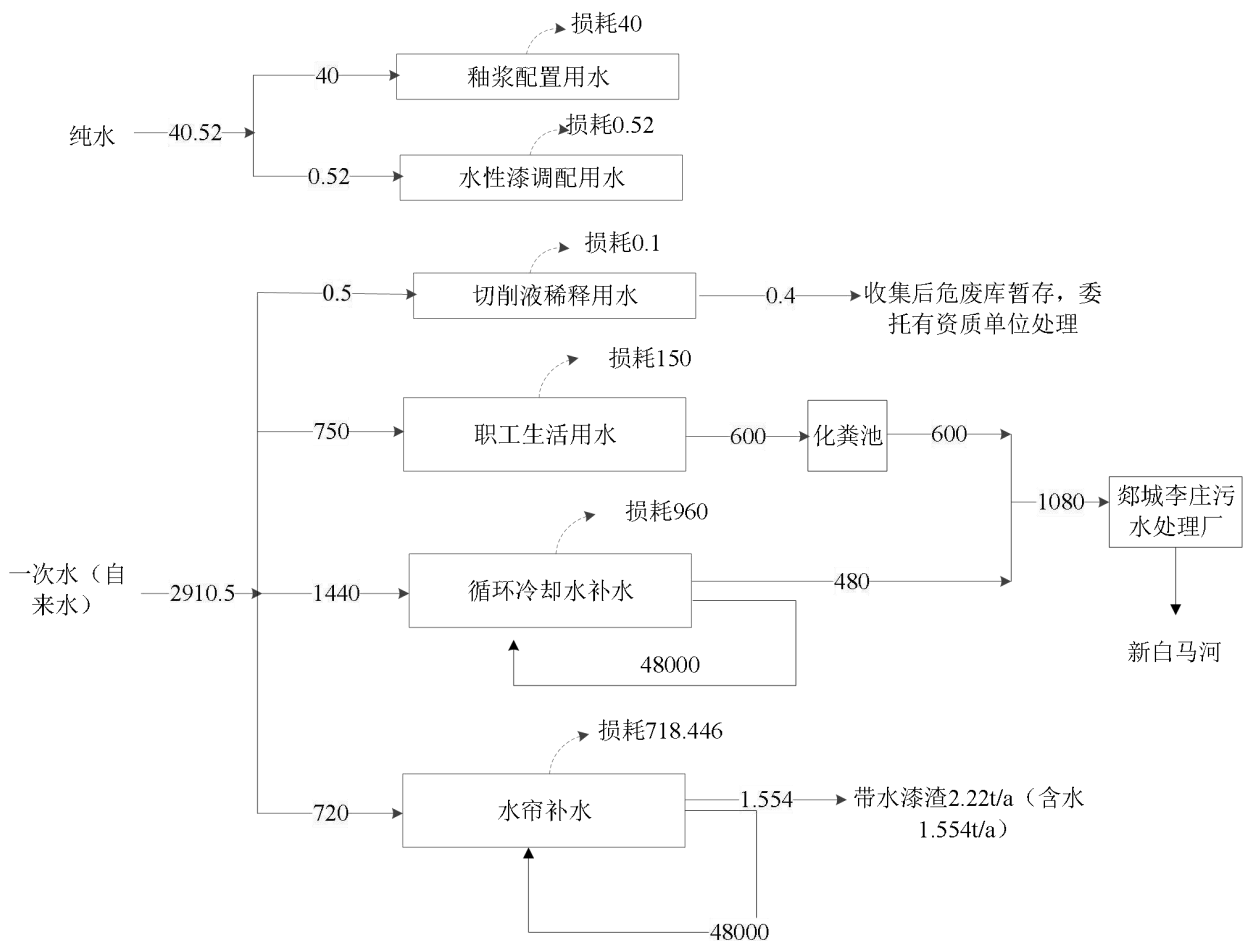 损耗40
40
釉浆配置用水
纯水
40.52
损耗0.52
0.52
水性漆调配用水
损耗0.1
0.5
切削液稀释用水
0.4
收集后危废库暂存，委
托有资质单位处理
损耗150
750
职工生活用水
600
化粪池
600
1080
郯城李庄污
水处理厂
新白马河
损耗960
一次水（自
来水）
2910.5
1440
循环冷却水补水
480
48000
损耗718.446
720
水帘补水
1.554
带水漆渣2.22t/a（含水
1.554t/a）
48000